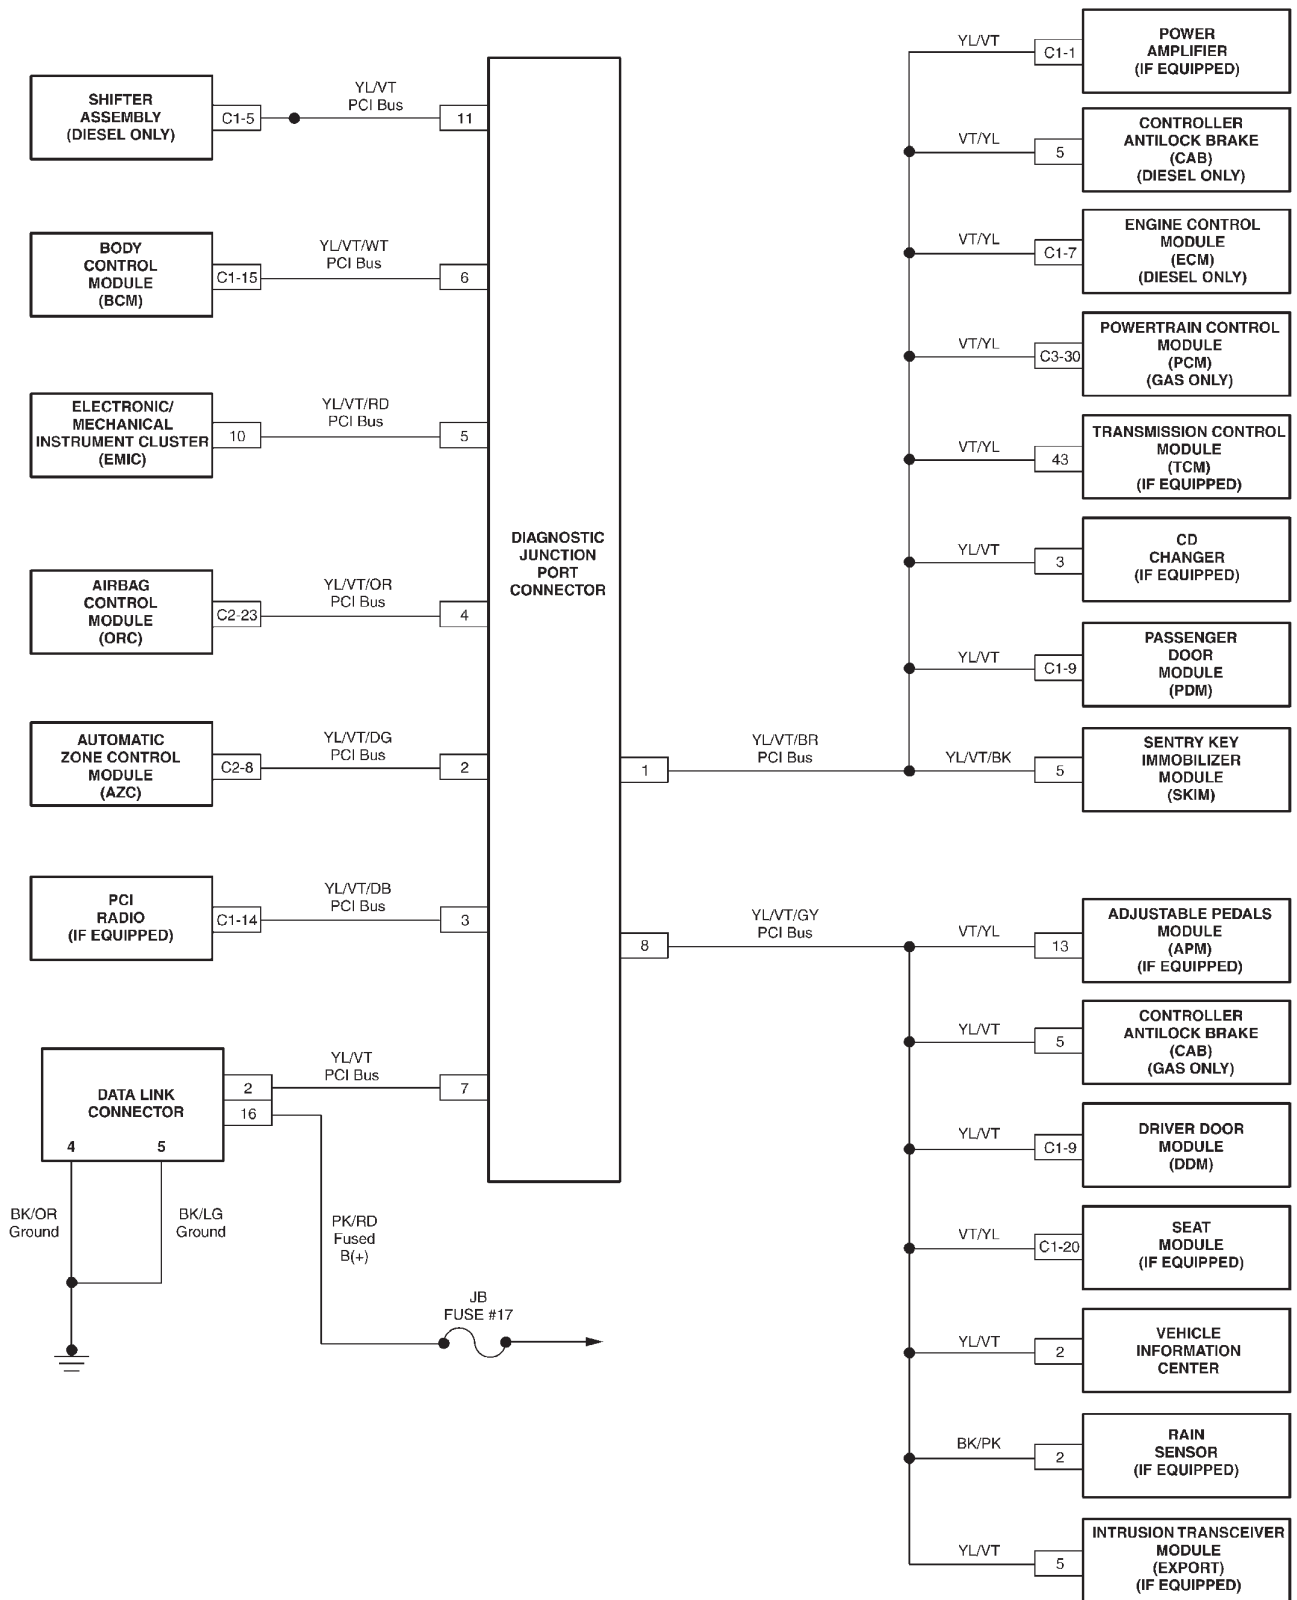 SHIFTER
ASSEMBLY
(DIESEL ONLY)
C1-5
YL/VT
PCI Bus
11
BODY
CONTROL
MODULE
(BCM)
C1-15
YL/VT/WT
PCI Bus
6
ELECTRONIC/
MECHANICAL
INSTRUMENT CLUSTER
(EMIC)
10
YL/VT/RD
PCI Bus
5
AIRBAG
CONTROL
MODULE
(ORC)
C2-23
YL/VT/OR
PCI Bus
4
AUTOMATIC
ZONE CONTROL
MODULE
(AZC)
C2-8
YL/VT/DG
PCI Bus
2
PCI
RADIO
(IF EQUIPPED)
C1-14
YL/VT/DB
PCI Bus
3
DATA LINK
CONNECTOR
2
16
4
5
YL/VT
PCI Bus
7
BK/OR
Ground
BK/LG
Ground
PK/RD
Fused
B(+)
JB
FUSE #17
DIAGNOSTIC
JUNCTION
PORT
CONNECTOR
1
YL/VT/BR
PCI Bus
8
YL/VT/GY
PCI Bus
YL/VT
C1-1
POWER
AMPLIFIER
(IF EQUIPPED)
VT/YL
5
CONTROLLER
ANTILOCK BRAKE
(CAB)
(DIESEL ONLY)
VT/YL
C1-7
ENGINE CONTROL
MODULE
(ECM)
(DIESEL ONLY)
VT/YL
C3-30
POWERTRAIN CONTROL
MODULE
(PCM)
(GAS ONLY)
VT/YL
43
TRANSMISSION CONTROL
MODULE
(TCM)
(IF EQUIPPED)
YL/VT
3
CD
CHANGER
(IF EQUIPPED)
YL/VT
C1-9
PASSENGER
DOOR
MODULE
(PDM)
YL/VT/BK
5
SENTRY KEY
IMMOBILIZER
MODULE
(SKIM)
VT/YL
13
ADJUSTABLE PEDALS
MODULE
(APM)
(IF EQUIPPED)
YL/VT
5
CONTROLLER
ANTILOCK BRAKE
(CAB)
(GAS ONLY)
YL/VT
C1-9
DRIVER DOOR
MODULE
(DDM)
VT/YL
C1-20
SEAT
MODULE
(IF EQUIPPED)
YL/VT
2
VEHICLE
INFORMATION
CENTER
BK/PK
2
RAIN
SENSOR
(IF EQUIPPED)
YL/VT
5
INTRUSION TRANSCEIVER
MODULE
(EXPORT)
(IF EQUIPPED)